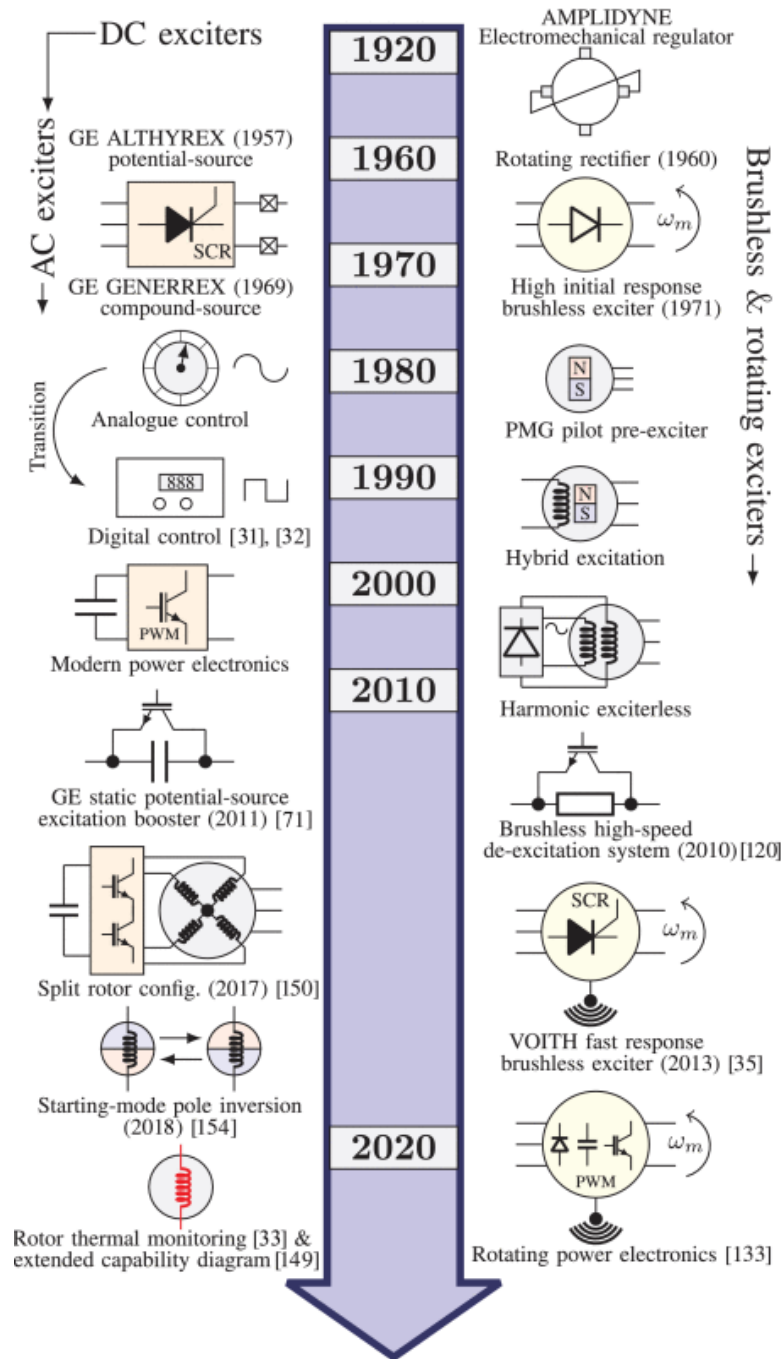 DC exciters
AC exciters
GE ALTHYREX (1957)
potential-source
SCR
GE GENERREX (1969)
compound-source
Transition
Analogue control
888
Digital control [31], [32]
PWM
Modern power electronics
GE static potential-source
excitation booster (2011) [71]
Split rotor config. (2017) [150]
Starting-mode pole inversion
(2018) [154]
Rotor thermal monitoring [33] &
extended capability diagram [149]
1920
1960
1970
1980
1990
2000
2010
2020
AMPLIDYNE
Electromechanical regulator
Rotating rectifier (1960)
ωm
High initial response
brushless exciter (1971)
Brushless & rotating exciters
N
S
PMG pilot pre-exciter
N
S
Hybrid excitation
Harmonic exciterless
Brushless high-speed
de-excitation system (2010) [120]
SCR
ωm
VOITH fast response
brushless exciter (2013) [35]
ωm
PWM
Rotating power electronics [133]